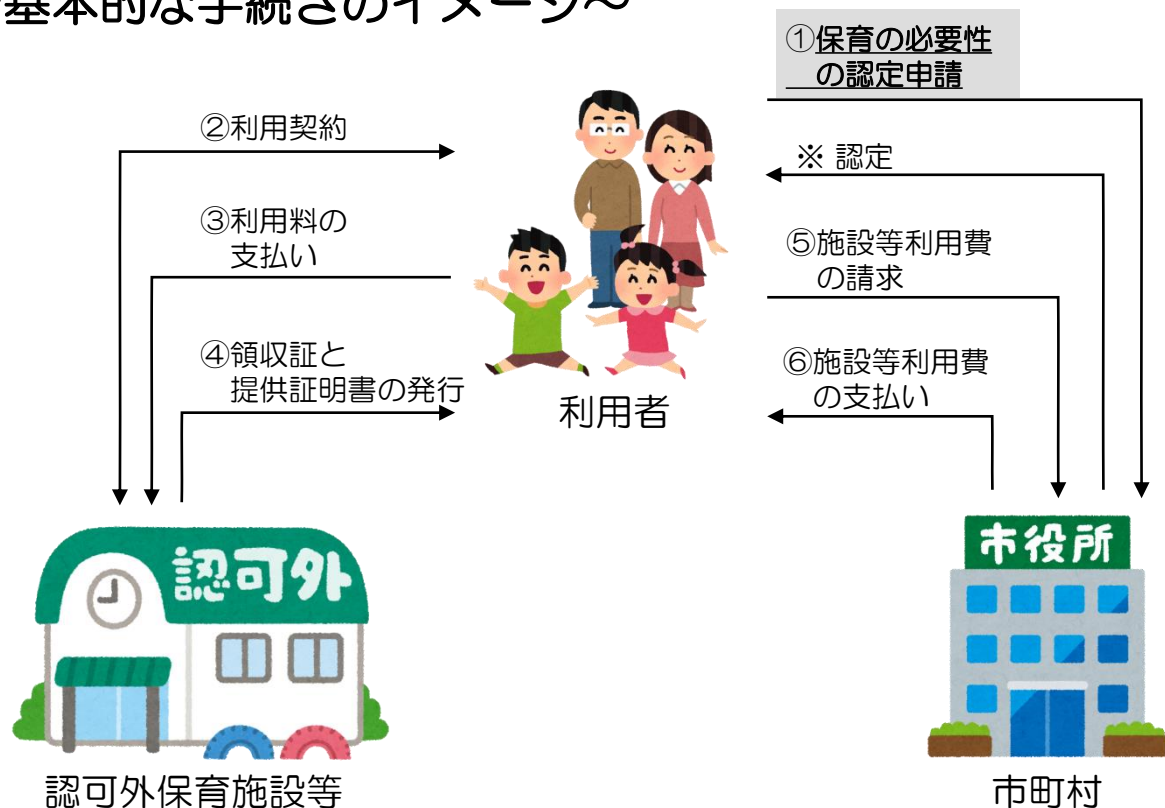 基本的な手続きのイメージ～
①保育の必要性
の認定申請
②利用契約
※ 認定
③利用料の
支払い
⑤施設等利用費
の請求
④領収証と
提供証明書の発行
⑥施設等利用費
の支払い
利用者
認可外
市役所
認可外保育施設等
市町村